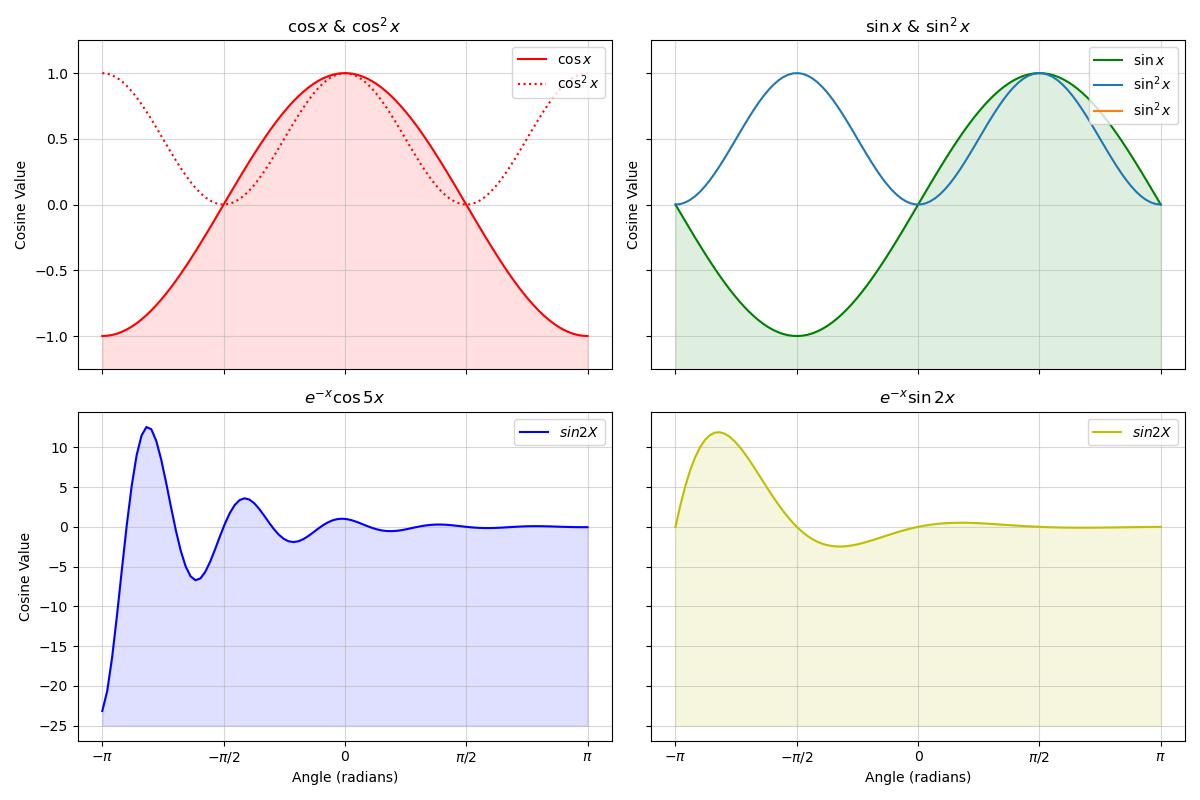 cos x & cos² x
cos x
cos² x
1.0
0.5
0.0
−0.5
−1.0
Cosine Value
sin x & sin² x
sin x
sin² x
sin² x
Cosine Value
e⁻ˣ cos 5x
sin2X
10
5
0
−5
−10
−15
−20
−25
Cosine Value
−π −π/2 0 π/2 π
Angle (radians)
e⁻ˣ sin 2x
sin2X
−π −π/2 0 π/2 π
Angle (radians)